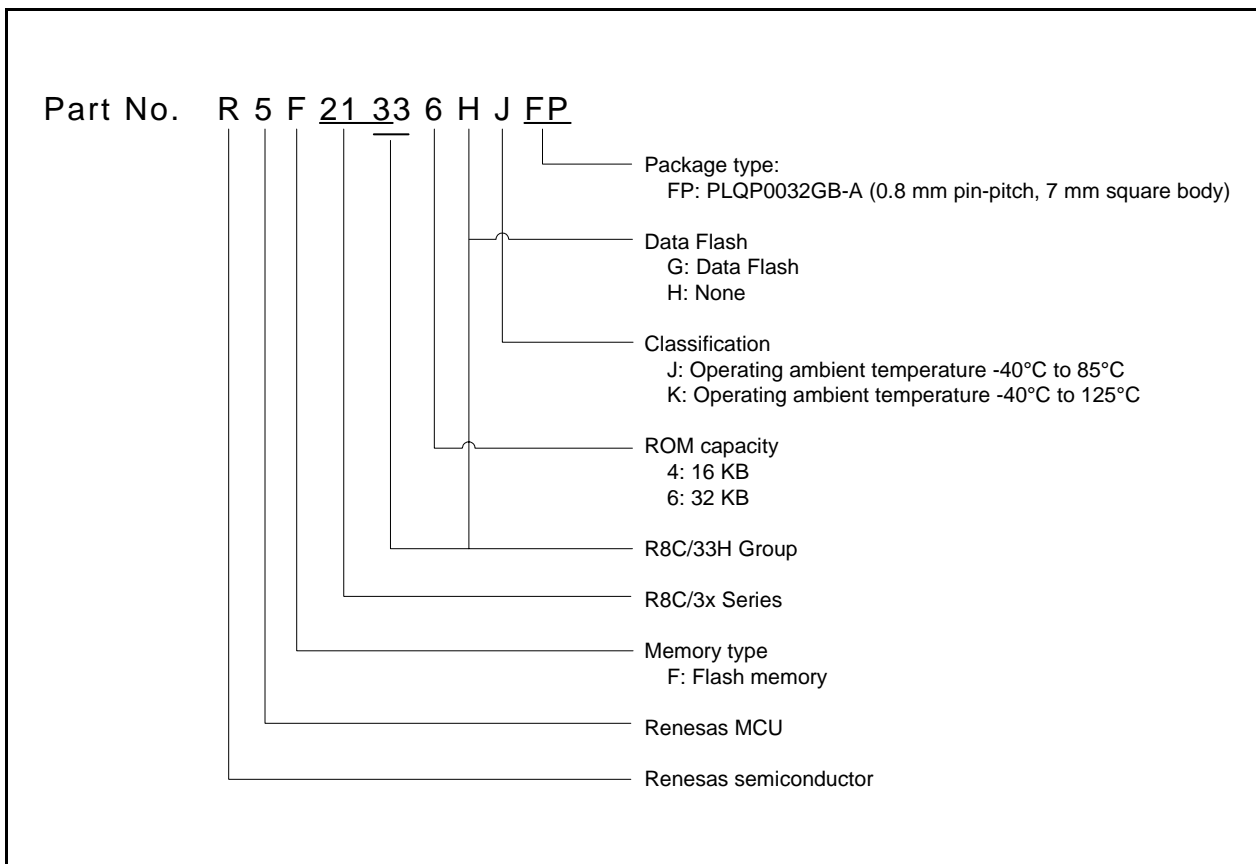 Part No. R 5 F 21 33 6 H J FP
Package type:
FP: PLQP0032GB-A (0.8 mm pin-pitch, 7 mm square body)
Data Flash
G: Data Flash
H: None
Classification
J: Operating ambient temperature -40°C to 85°C
K: Operating ambient temperature -40°C to 125°C
ROM capacity
4: 16 KB
6: 32 KB
R8C/33H Group
R8C/3x Series
Memory type
F: Flash memory
Renesas MCU
Renesas semiconductor